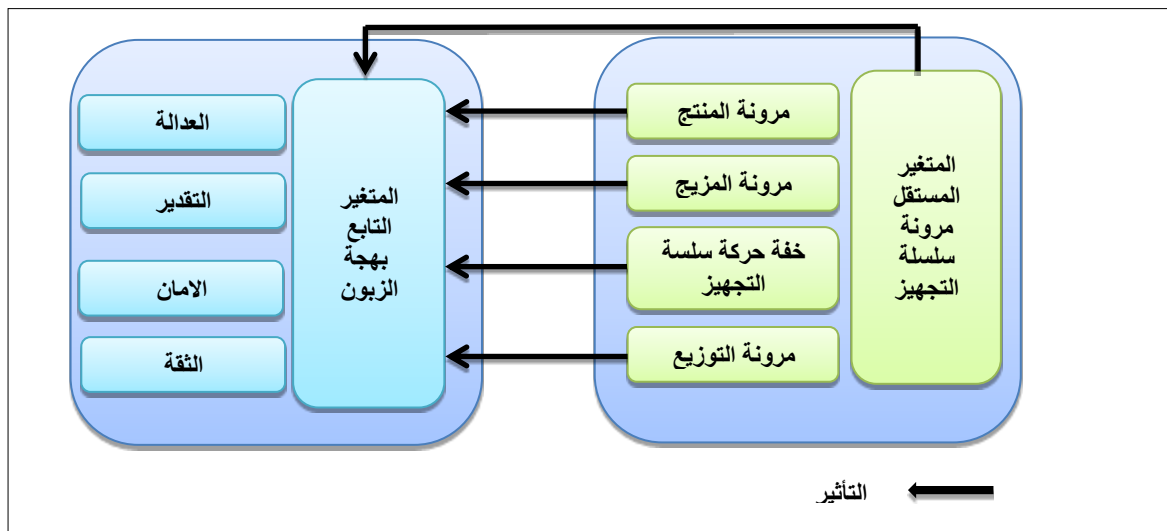 المتغير
المستقل
مرونة
سلسلة
التجهيز
مرونة المنتج
مرونة المزيج
خفة حركة سلسة
التجهيز
مرونة التوزيع
المتغير
التابع
بهجة
الزبون
العدالة
التقدير
الامان
الثقة
التأثير